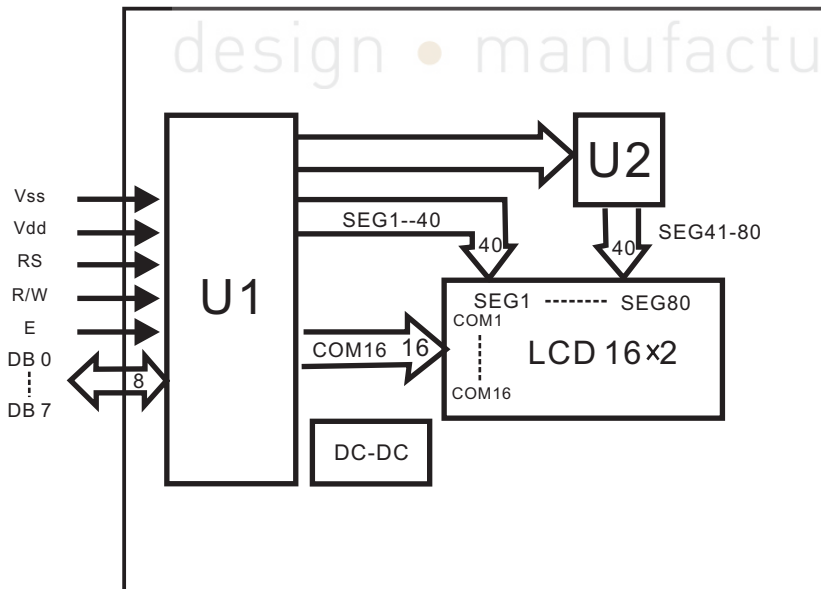 design • manufactu
U2
Vss
Vdd
RS
R/W
E
DB 0
DB 7
8
U1
SEG1--40
40
40
SEG41-80
COM16 16
SEG1 SEG80
COM1
COM16
LCD 16×2
DC-DC